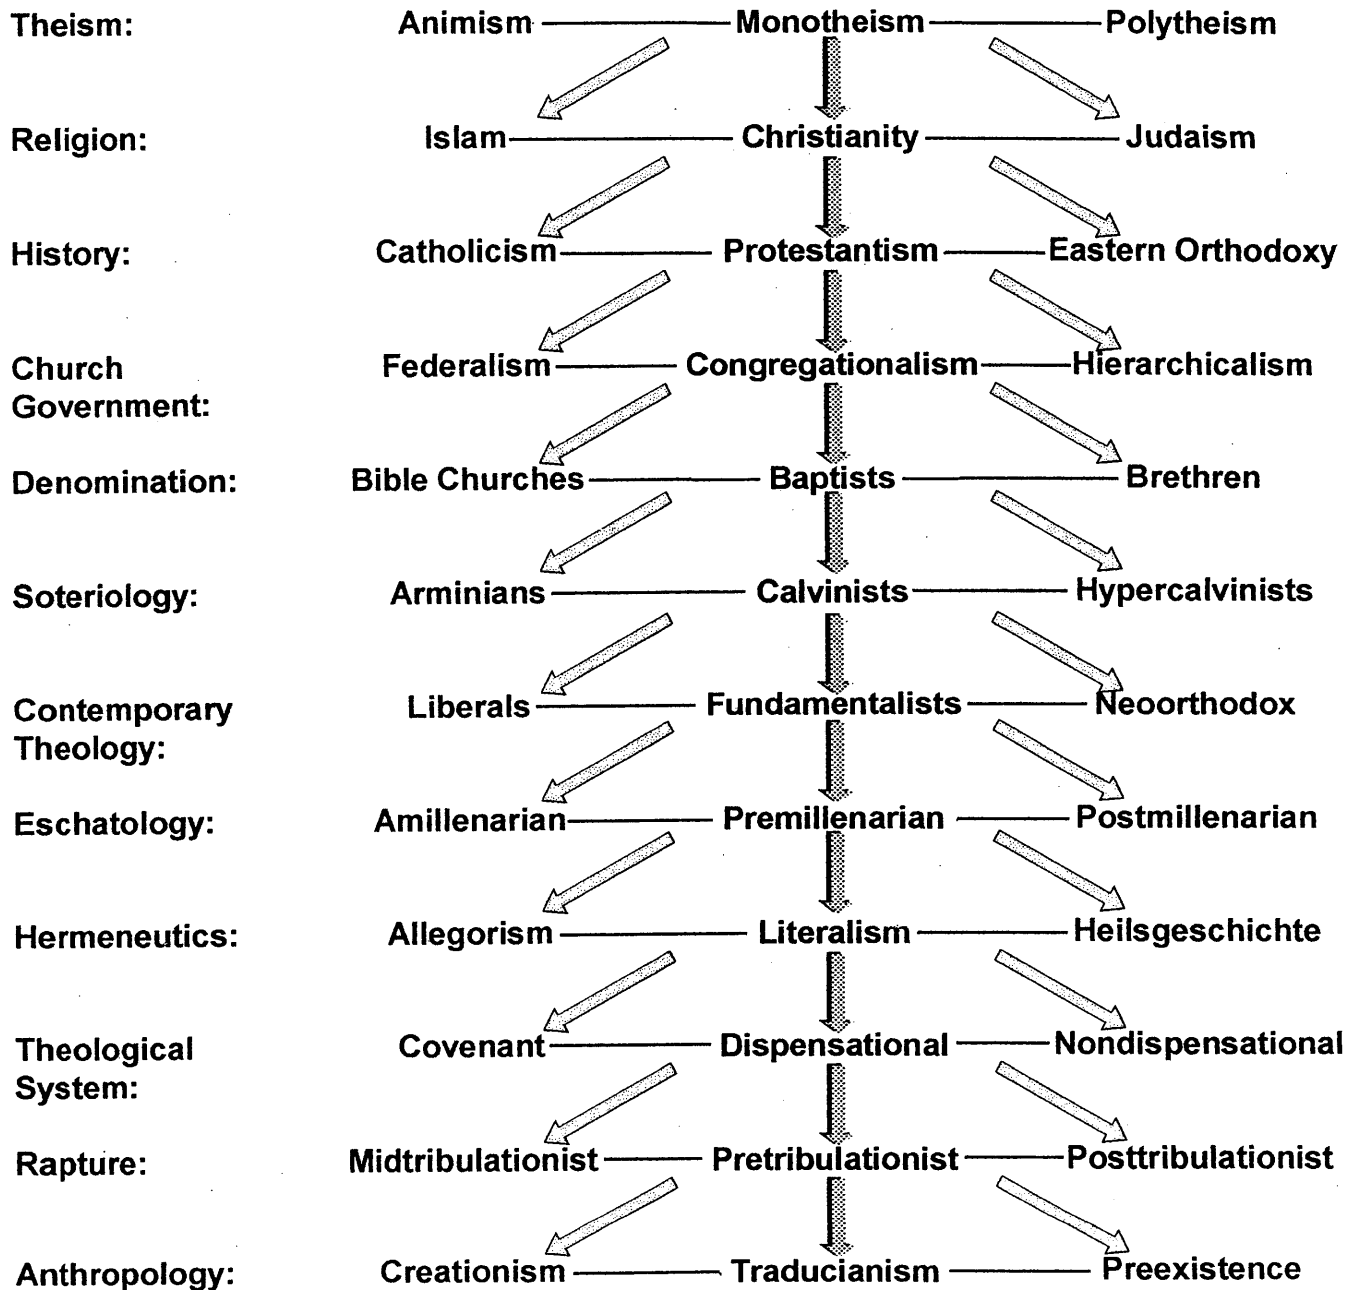 Theism: Animism Monotheism Polytheism
Religion: Islam Christianity Judaism
History: Catholicism Protestantism Eastern Orthodoxy
Church Federalism Congregationalism Hierarchicalism
Government:
Denomination: Bible Churches Baptists Brethren
Soteriology: Arminians Calvinists Hypercalvinists
Contemporary Liberals Fundamentalists Neoorthodox
Theology:
Eschatology: Amillenarian Premillenarian Postmillenarian
Hermeneutics: Allegorism Literalism Heilsgeschichte
Theological Covenant Dispensational Nondispensational
System:
Rapture: Midtribulationist Pretribulationist Posttribulationist
Anthropology: Creationism Traducianism Preexistence